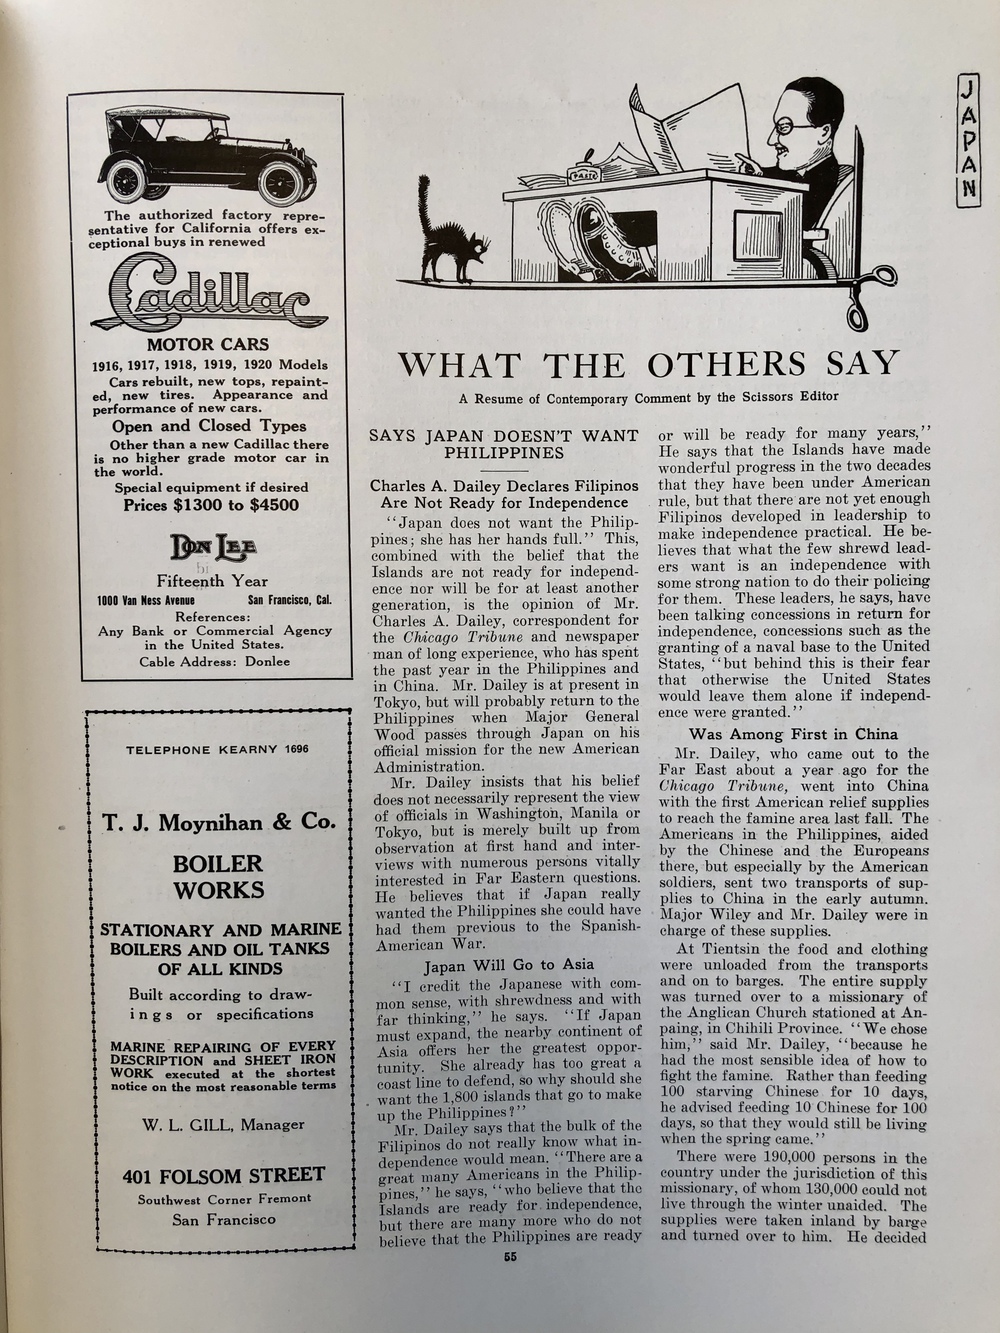 JAPAN
The authorized factory repre-
sentative for California offers ex-
ceptional buys in renewed
Cadillac
MOTOR CARS
1916, 1917, 1918, 1919, 1920 Models
Cars rebuilt, new tops, repaint-
ed, new tires. Appearance and
performance of new cars.
Open and Closed Types
Other than a new Cadillac there
is no higher grade motor car in
the world.
Special equipment if desired
Prices $1300 to $4500
DON LEE
Fifteenth Year
1000 Van Ness Avenue San Francisco, Cal.
References:
Any Bank or Commercial Agency
in the United States.
Cable Address: Donlee
TELEPHONE KEARNY 1696
T. J. Moynihan & Co.
BOILER
WORKS
STATIONARY AND MARINE
BOILERS AND OIL TANKS
OF ALL KINDS
Built according to draw-
ings or specifications
MARINE REPAIRING OF EVERY
DESCRIPTION and SHEET IRON
WORK executed at the shortest
notice on the most reasonable terms
W. L. GILL, Manager
401 FOLSOM STREET
Southwest Corner Fremont
San Francisco
PASTE
WHAT THE OTHERS SAY
A Resume of Contemporary Comment by the Scissors Editor
SAYS JAPAN DOESN'T WANT
PHILIPPINES
Charles A. Dailey Declares Filipinos
Are Not Ready for Independence
"Japan does not want the Philip-
pines; she has her hands full." This,
combined with the belief that the
Islands are not ready for independ-
ence nor will be for at least another
generation, is the opinion of Mr.
Charles A. Dailey, correspondent for
the Chicago Tribune and newspaper
man of long experience, who has spent
the past year in the Philippines and
in China. Mr. Dailey is at present in
Tokyo, but will probably return to the
Philippines when Major General
Wood passes through Japan on his
official mission for the new American
Administration.
Mr. Dailey insists that his belief
does not necessarily represent the view
of officials in Washington, Manila or
Tokyo, but is merely built up from
observation at first hand and inter-
views with numerous persons vitally
interested in Far Eastern questions.
He believes that if Japan really
wanted the Philippines she could have
had them previous to the Spanish-
American War.
Japan Will Go to Asia
"I credit the Japanese with com-
mon sense, with shrewdness and with
far thinking," he says. "If Japan
must expand, the nearby continent of
Asia offers her the greatest oppor-
tunity. She already has too great a
coast line to defend, so why should she
want the 1,800 islands that go to make
up the Philippines?"
Mr. Dailey says that the bulk of the
Filipinos do not really know what in-
dependence would mean. "There are a
great many Americans in the Philip-
pines," he says, "who believe that the
Islands are ready for independence,
but there are many more who do not
believe that the Philippines are ready
or will be ready for many years,"
He says that the Islands have made
wonderful progress in the two decades
that they have been under American
rule, but that there are not yet enough
Filipinos developed in leadership to
make independence practical. He be-
lieves that what the few shrewd lead-
ers want is an independence with
some strong nation to do their policing
for them. These leaders, he says, have
been talking concessions in return for
independence, concessions such as the
granting of a naval base to the United
States, "but behind this is their fear
that otherwise the United States
would leave them alone if independ-
ence were granted."
Was Among First in China
Mr. Dailey, who came out to the
Far East about a year ago for the
Chicago Tribune, went into China
with the first American relief supplies
to reach the famine area last fall. The
Americans in the Philippines, aided
by the Chinese and the Europeans
there, but especially by the American
soldiers, sent two transports of sup-
plies to China in the early autumn.
Major Wiley and Mr. Dailey were in
charge of these supplies.
At Tientsin the food and clothing
were unloaded from the transports
and on to barges. The entire supply
was turned over to a missionary of
the Anglican Church stationed at An-
paing, in Chihili Province. "We chose
him," said Mr. Dailey, "because he
had the most sensible idea of how to
fight the famine. Rather than feeding
100 starving Chinese for 10 days,
he advised feeding 10 Chinese for 100
days, so that they would still be living
when the spring came."
There were 190,000 persons in the
country under the jurisdiction of this
missionary, of whom 130,000 could not
live through the winter unaided. The
supplies were taken inland by barge
and turned over to him. He decided
55